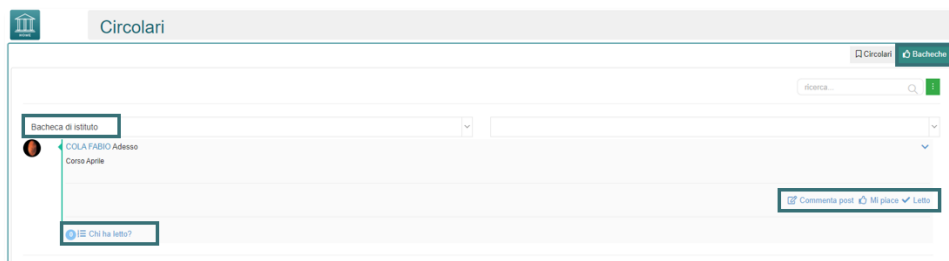 Circolari
Circolari Bacheche
ricerca...
Bacheca di istituto
COLA FABIO Adesso
Corso Aprile
Commenta post Mi piace Letto
Chi ha letto?